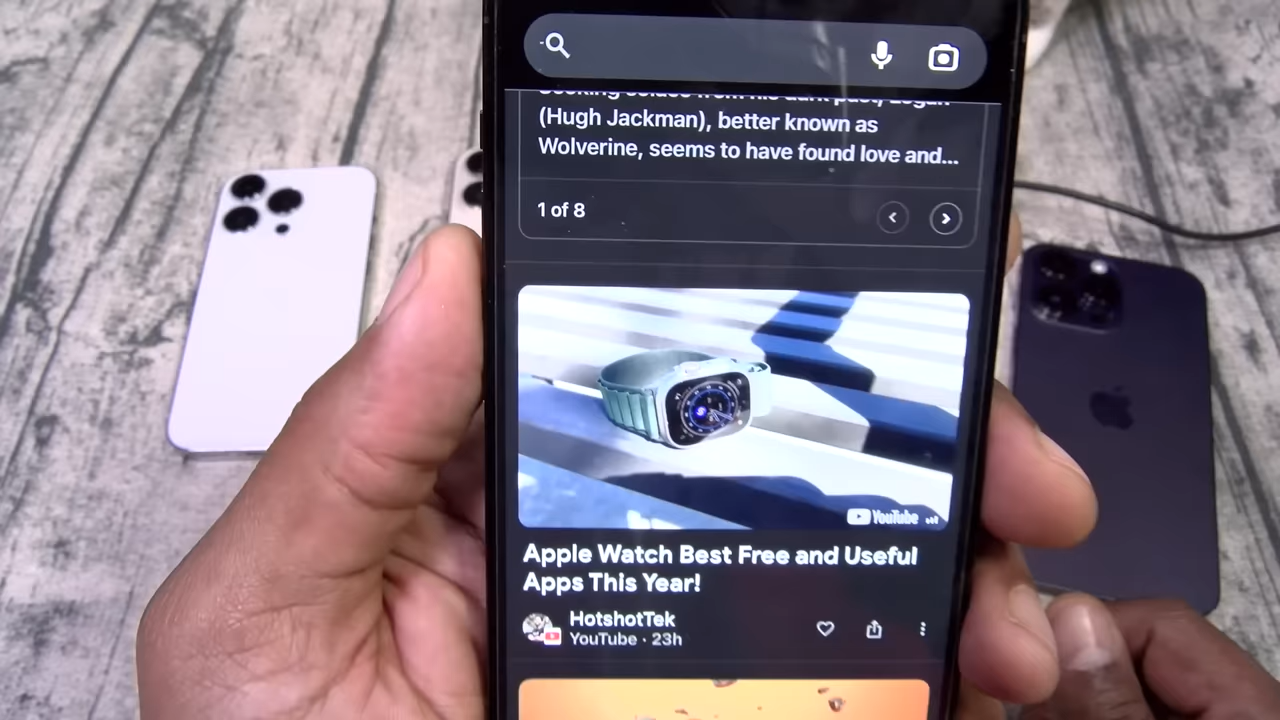 (Hugh Jackman), better known as
Wolverine, seems to have found love and...
1 of 8
YouTube
Apple Watch Best Free and Useful
Apps This Year!
HotshotTek
YouTube · 23h